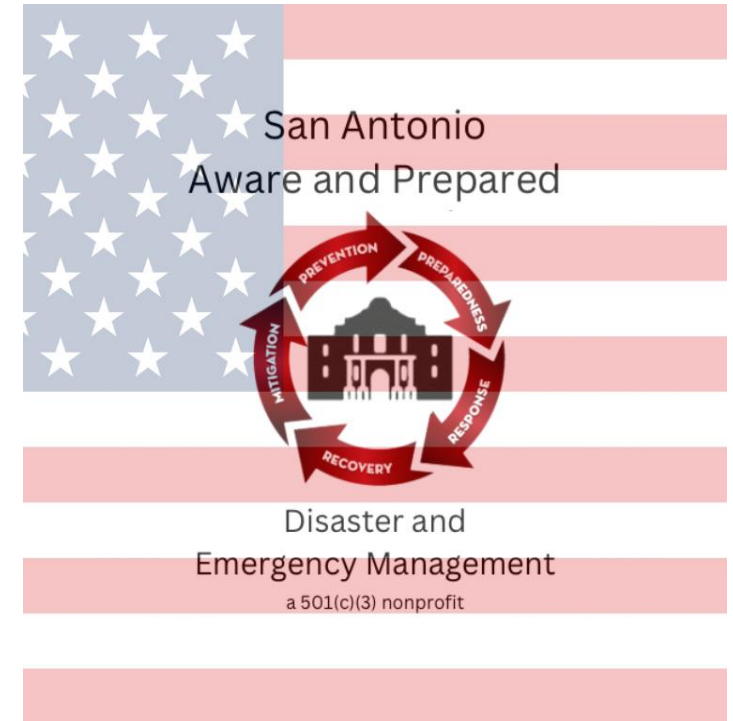 San Antonio
Aware and Prepared
PREVENTION
PREPAREDNESS
RESPONSE
RECOVERY
MITIGATION
Disaster and
Emergency Management
a 501(c)(3) nonprofit